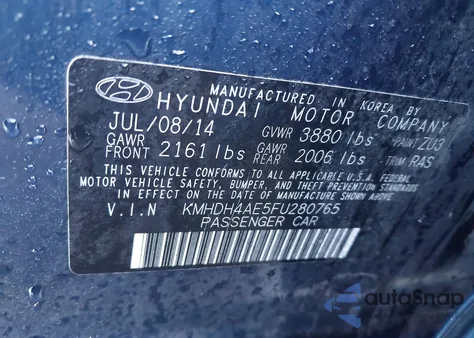 MANUFACTURED IN KOREA BY
HYUNDAI MOTOR COMPANY
JUL/08/14 GVWR 3880 lbs PAINT ZU3
GAWR FRONT 2161 lbs GAWR REAR 2006 lbs TRIM RAS
THIS VEHICLE CONFORMS TO ALL APPLICABLE U.S.A. FEDERAL
MOTOR VEHICLE SAFETY, BUMPER, AND THEFT PREVENTION STANDARDS
IN EFFECT ON THE DATE OF MANUFACTURE SHOWN ABOVE.
V.I.N KMHDH4AE5FU280765
PASSENGER CAR
autoSnap